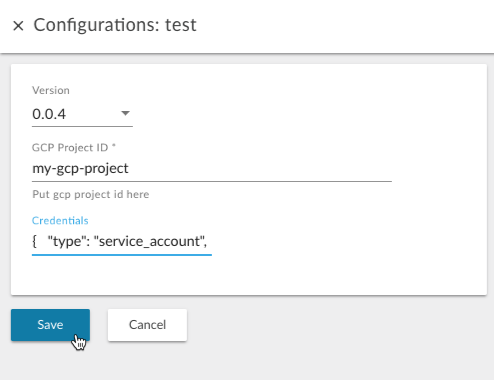 Configurations: test
Version
0.0.4
GCP Project ID *
my-gcp-project
Put gcp project id here
Credentials
{ "type": "service_account",
Save Cancel